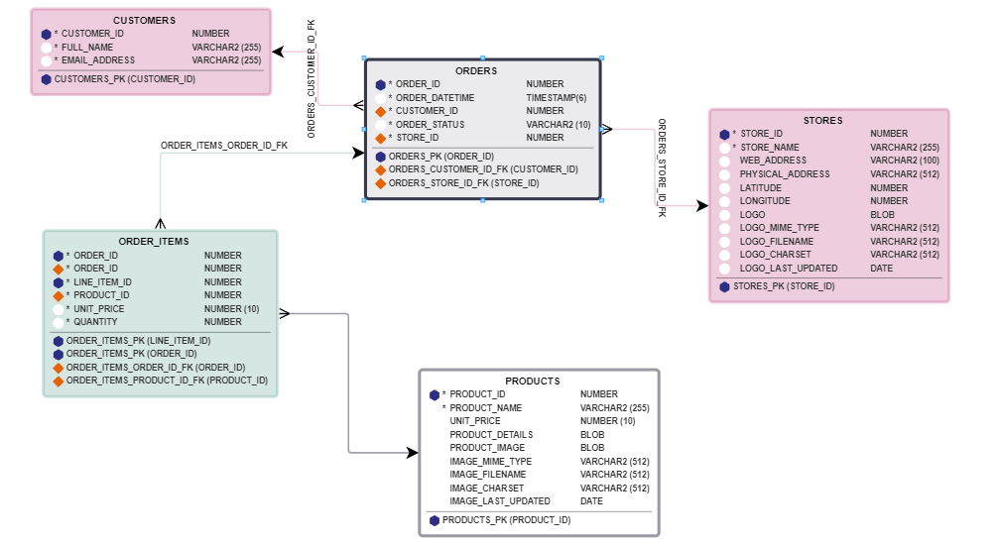 CUSTOMERS
* CUSTOMER_ID NUMBER
* FULL_NAME VARCHAR2 (255)
* EMAIL_ADDRESS VARCHAR2 (255)
CUSTOMERS_PK (CUSTOMER_ID)
ORDERS_CUSTOMER_ID_FK
ORDERS
* ORDER_ID NUMBER
* ORDER_DATETIME TIMESTAMP(6)
* CUSTOMER_ID NUMBER
* ORDER_STATUS VARCHAR2 (10)
* STORE_ID NUMBER
ORDERS_PK (ORDER_ID)
ORDERS_CUSTOMER_ID_FK (CUSTOMER_ID)
ORDERS_STORE_ID_FK (STORE_ID)
ORDERS_STORE_ID_FK
STORES
* STORE_ID NUMBER
* STORE_NAME VARCHAR2 (255)
WEB_ADDRESS VARCHAR2 (100)
PHYSICAL_ADDRESS VARCHAR2 (512)
LATITUDE NUMBER
LONGITUDE NUMBER
LOGO BLOB
LOGO_MIME_TYPE VARCHAR2 (512)
LOGO_FILENAME VARCHAR2 (512)
LOGO_CHARSET VARCHAR2 (512)
LOGO_LAST_UPDATED DATE
STORES_PK (STORE_ID)
ORDER_ITEMS_ORDER_ID_FK
ORDER_ITEMS
* ORDER_ID NUMBER
* ORDER_ID NUMBER
* LINE_ITEM_ID NUMBER
* PRODUCT_ID NUMBER
* UNIT_PRICE NUMBER (10)
* QUANTITY NUMBER
ORDER_ITEMS_PK (LINE_ITEM_ID)
ORDER_ITEMS_PK (ORDER_ID)
ORDER_ITEMS_ORDER_ID_FK (ORDER_ID)
ORDER_ITEMS_PRODUCT_ID_FK (PRODUCT_ID)
PRODUCTS
* PRODUCT_ID NUMBER
* PRODUCT_NAME VARCHAR2 (255)
UNIT_PRICE NUMBER (10)
PRODUCT_DETAILS BLOB
PRODUCT_IMAGE BLOB
IMAGE_MIME_TYPE VARCHAR2 (512)
IMAGE_FILENAME VARCHAR2 (512)
IMAGE_CHARSET VARCHAR2 (512)
IMAGE_LAST_UPDATED DATE
PRODUCTS_PK (PRODUCT_ID)